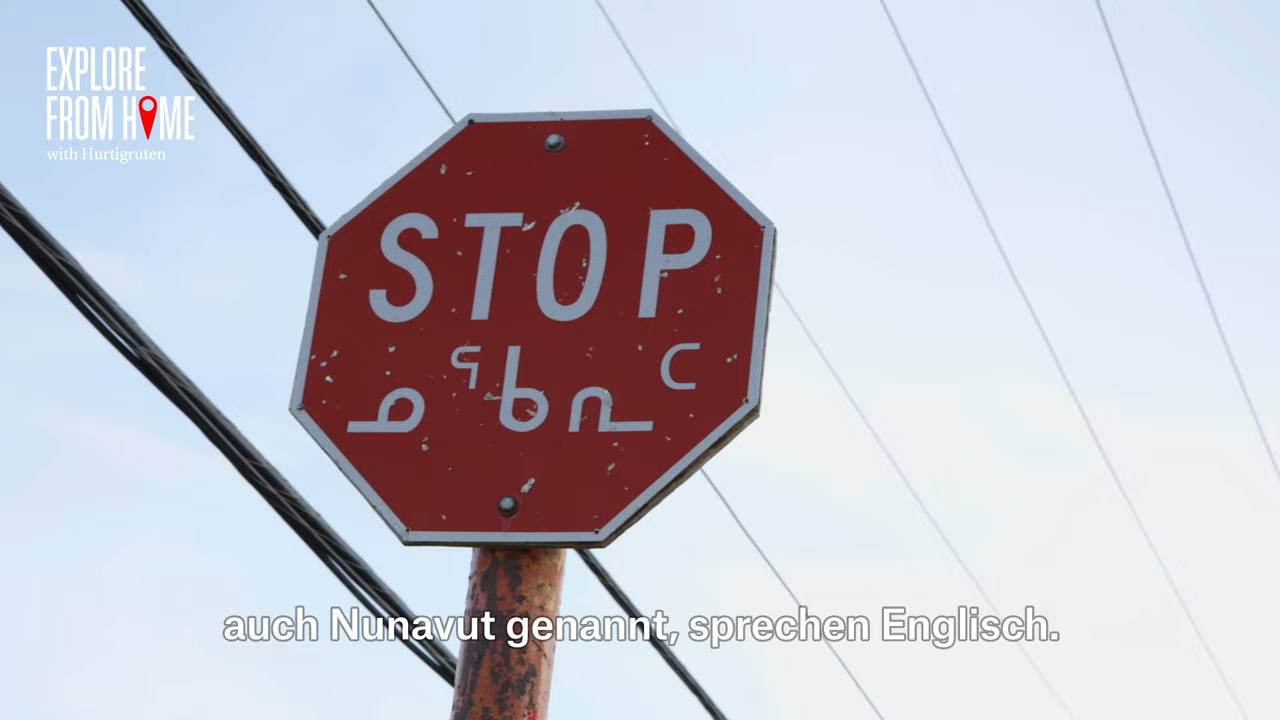 EXPLORE
FROM HOME
with Hurtigruten
STOP
ᓄᖅᑲᕆᑦ
auch Nunavut genannt, sprechen Englisch.